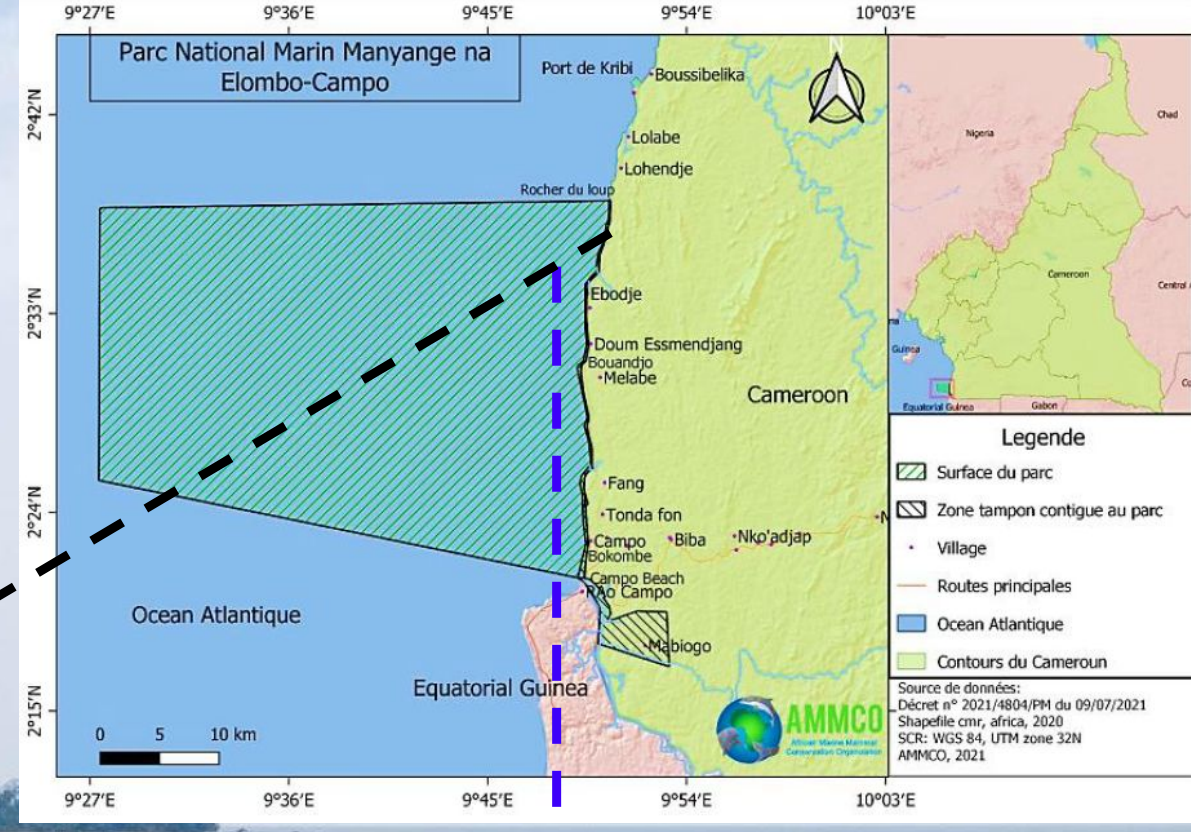 9°27'E 9°36'E 9°45'E 9°54'E 10°03'E
Parc National Marin Manyange na
Elombo-Campo
N
Port de Kribi
Boussibelika
2°42'N
Lolabe
Lohendje
Rocher du loup
2°33'N
Ebodje
Doum Essmendjang
Bouandjo
Melabe
Cameroon
2°24'N
Fang
Tonda fon
Campo
Biba
Nko'adjap
N
Bokombe
Campo Beach
RAo Campo
Ocean Atlantique
Mabiogo
Equatorial Guinea
2°15'N
0 5 10 km
AMMCO
African Marine Mammal
Conservation Organization
9°27'E 9°36'E 9°45'E 9°54'E 10°03'E
Chad
Nigeria
Cameroon
Central
Guinea
Equatorial Guinea
Gabon
Legende
Surface du parc
Zone tampon contigue au parc
Village
Routes principales
Ocean Atlantique
Contours du Cameroun
Source de données:
Décret n° 2021/4804/PM du 09/07/2021
Shapefile cmr, africa, 2020
SCR: WGS 84, UTM zone 32N
AMMCO, 2021